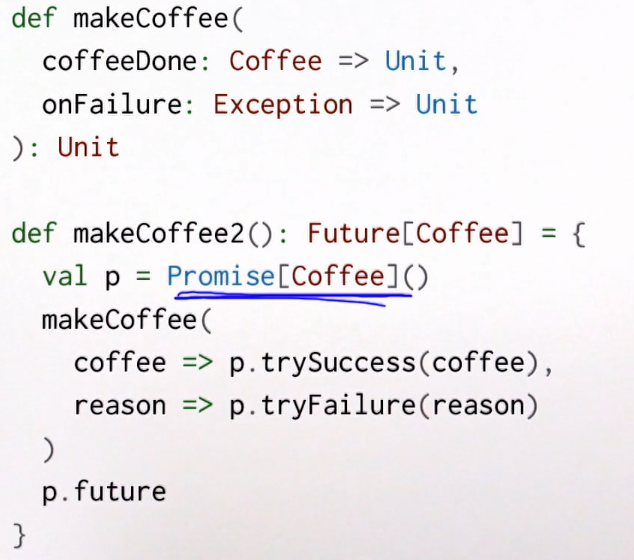 def makeCoffee(
  coffeeDone: Coffee => Unit,
  onFailure: Exception => Unit
): Unit
def makeCoffee2(): Future[Coffee] = {
  val p = Promise[Coffee]()
  makeCoffee(
    coffee => p.trySuccess(coffee),
    reason => p.tryFailure(reason)
  )
  p.future
}